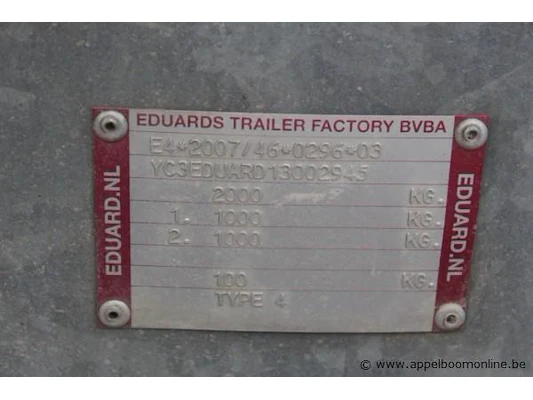 EDUARDS TRAILER FACTORY BVBA
E4*2007/46*0296*03
YC3EDUARD13002945
2000 KG.
1. 1000 KG.
2. 1000 KG.
100 KG.
TYPE 4
EDUARD.NL
EDUARD.NL
© www.appelboomonline.be